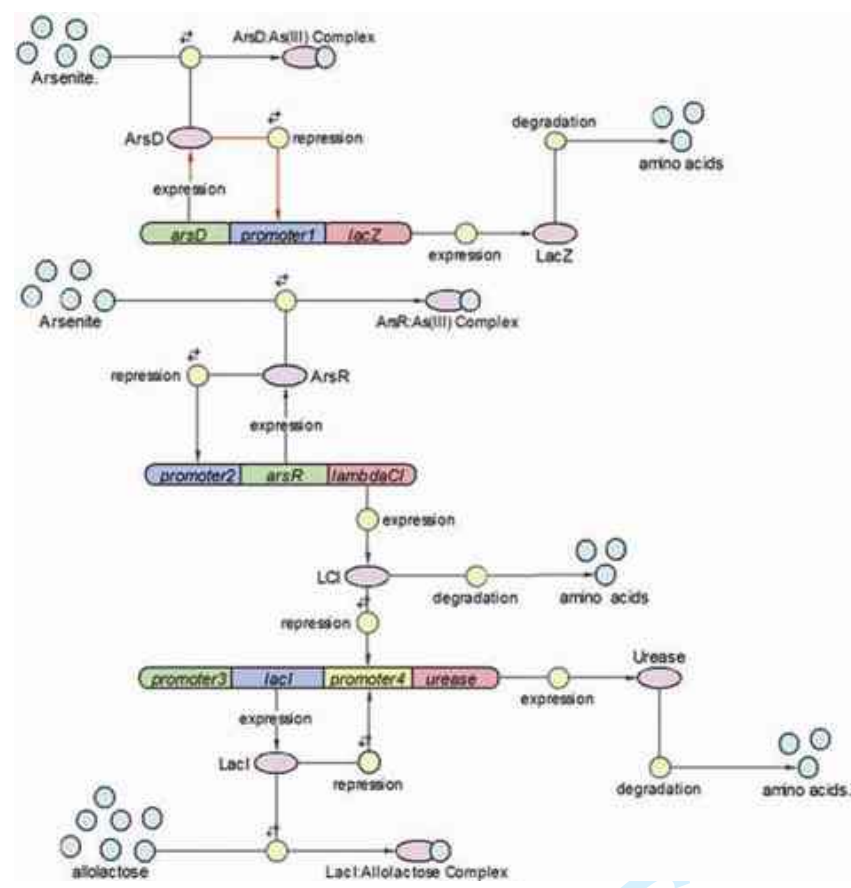 ArsD:As(III) Complex
Arsenite.
ArsD
repression
expression
degradation
amino acids
arsD promoter1 lacZ
expression
LacZ
Arsenite
ArsR:As(III) Complex
repression
ArsR
expression
promoter2 arsR lambdaCI
expression
LCI
degradation
amino acids
repression
promoter3 lacI promoter4 urease
Urease
expression
expression
LacI
repression
degradation
amino acids.
allolactose
LacI:Allolactose Complex